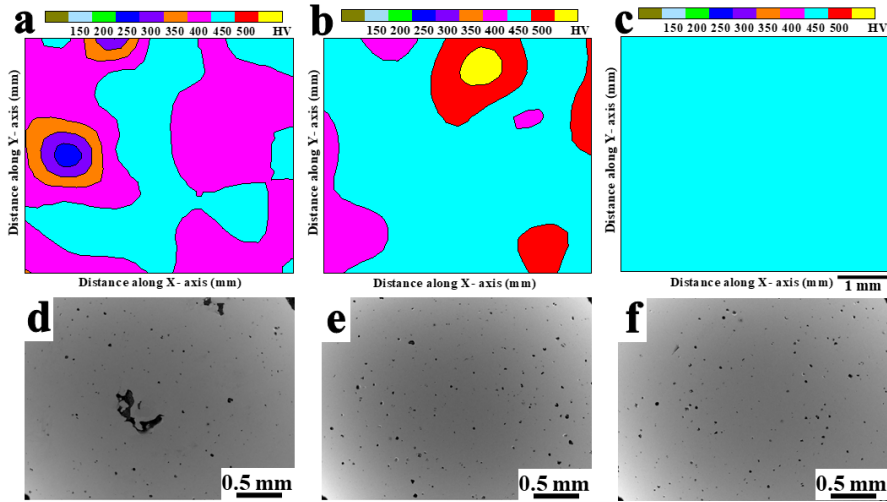 a
150 200 250 300 350 400 450 500 HV
Distance along Y- axis (mm)
b
150 200 250 300 350 400 450 500 HV
Distance along Y- axis (mm)
c
150 200 250 300 350 400 450 500 HV
Distance along Y- axis (mm)
Distance along X- axis (mm)
Distance along X- axis (mm)
Distance along X- axis (mm)
1 mm
d
0.5 mm
e
0.5 mm
f
0.5 mm